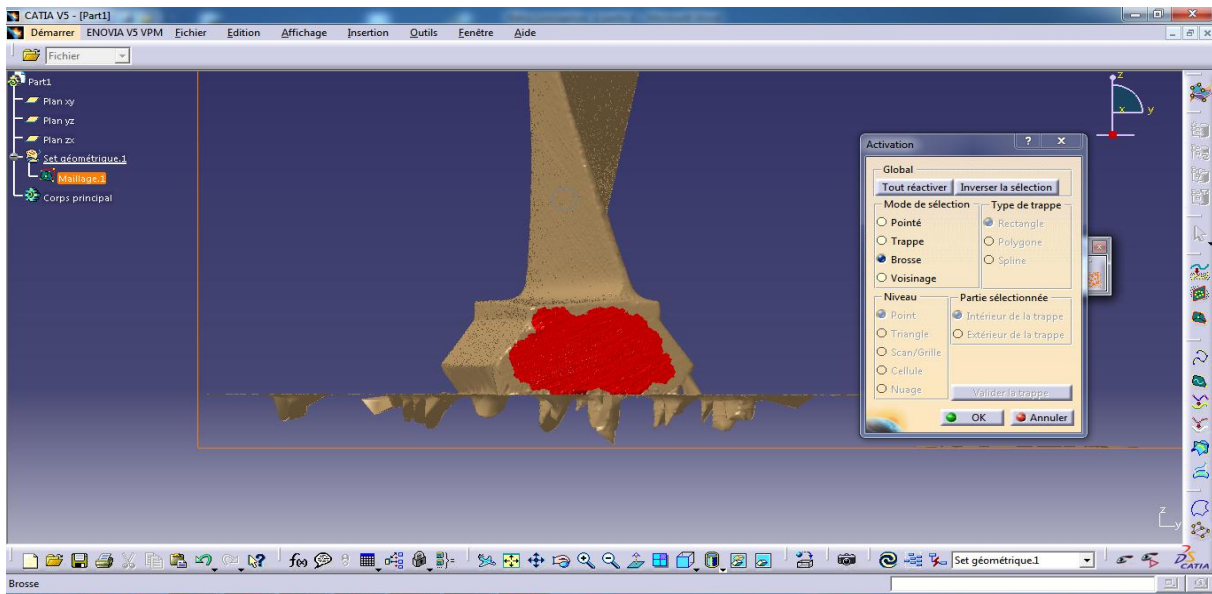 CATIA V5 - [Part1]
Démarrer ENOVIA V5 VPM Fichier Edition Affichage Insertion Outils Fenêtre Aide
Fichier
Part1
Plan xy
Plan yz
Plan zx
Set géométrique.1
Maillage.1
Corps principal
z
x
y
Activation
Global
Tout réactiver Inverser la sélection
Mode de sélection Type de trappe
Pointé Rectangle
Trappe Polygone
Brosse Spline
Voisinage
Niveau Partie sélectionnée
Point Intérieur de la trappe
Triangle Extérieur de la trappe
Scan/Grille
Cellule
Nuage Valider la trappe
OK Annuler
z
y
Set géométrique.1
CATIA
Brosse